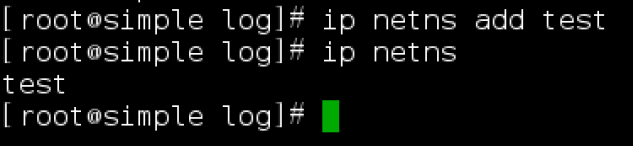 [root@simple log]# ip netns add test
[root@simple log]# ip netns
test
[root@simple log]#